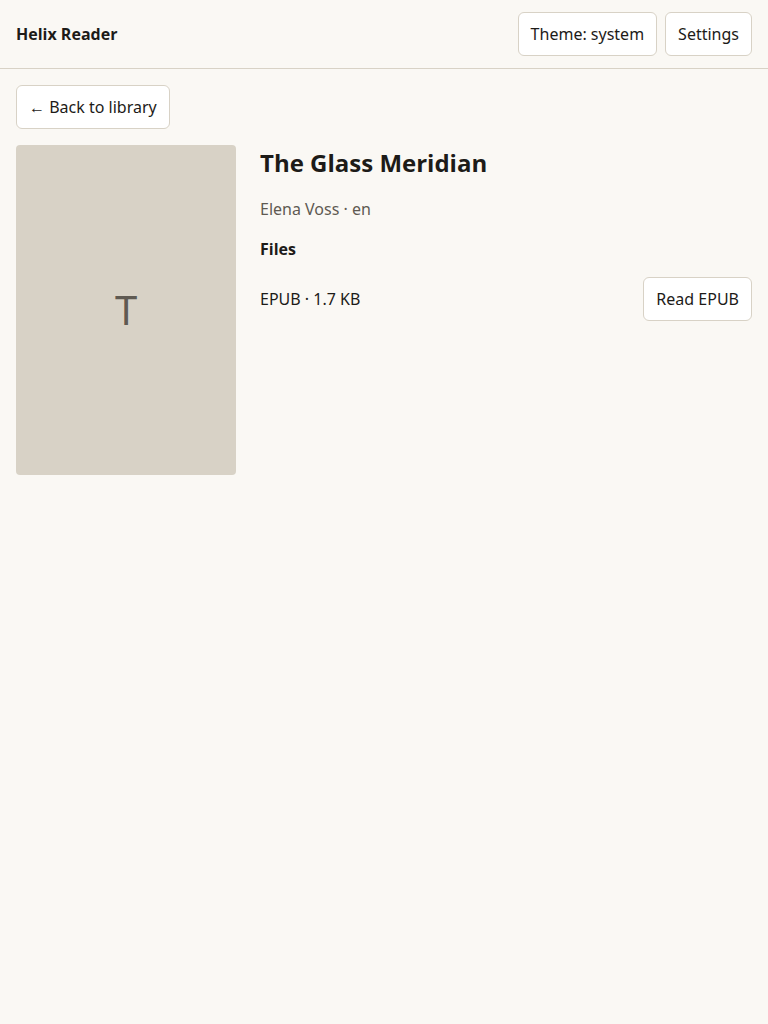 Helix Reader
Theme: system
Settings
← Back to library
T
The Glass Meridian
Elena Voss · en
Files
EPUB · 1.7 KB
Read EPUB